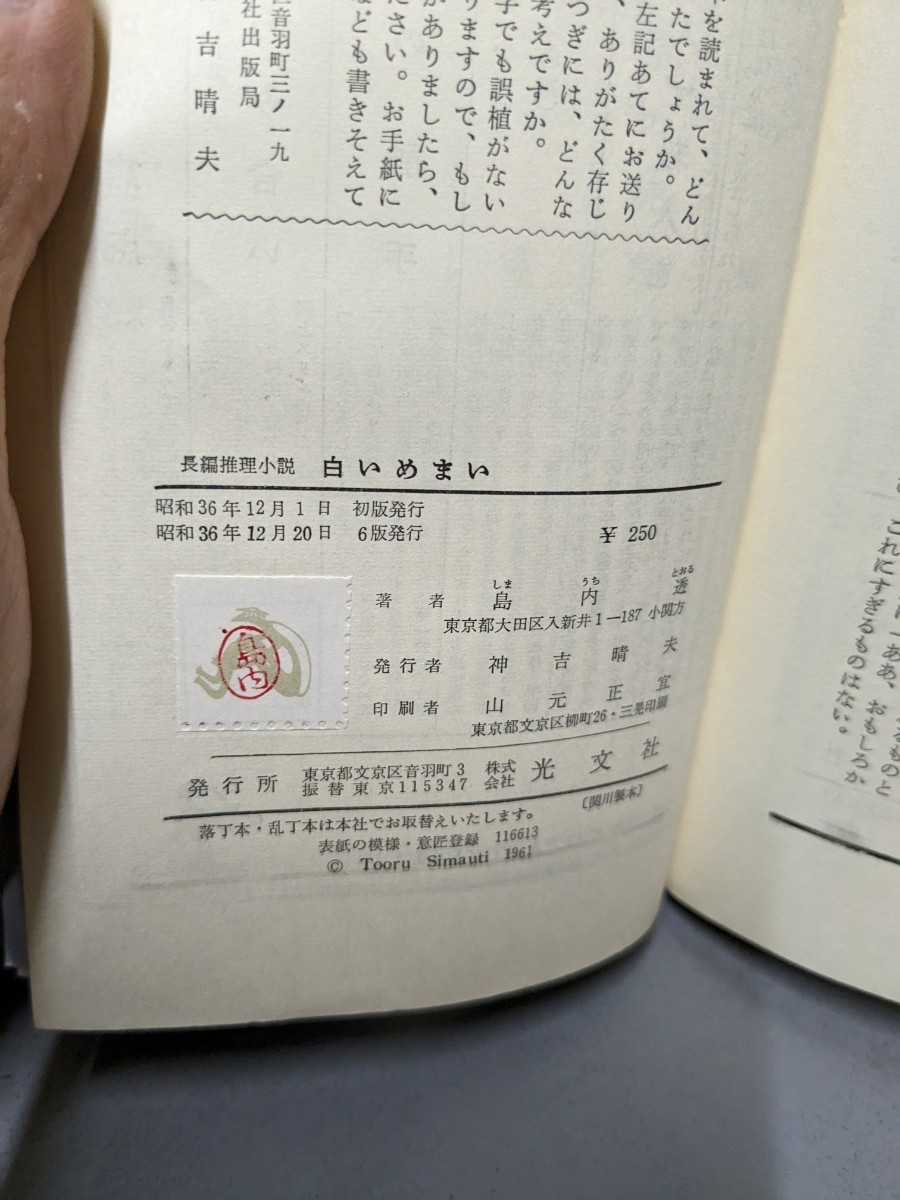 を読まれて、どん
たでしょうか。
左記あてにお送り
、ありがたく存じ
つぎには、どんな
考えですか。
子でも誤植がない
りますので、もし
がありましたら、
ださい。お手紙に
なども書きそえて
音羽町三ノ一九
社出版局
吉晴夫
長編推理小説 白いめまい
昭和36年12月1日 初版発行
昭和36年12月20日 6版発行
¥ 250
しま うち とおる
著者 島内透
東京都大田区入新井1—187 小関方
発行者 神吉晴夫
印刷者 山元正宜
東京都文京区柳町26・三晃印刷
島内
発行所 東京都文京区音羽町3 株式会社 光文社
振替東京115347
〔関川製本〕
落丁本・乱丁本は本社でお取替えいたします。
表紙の模様・意匠登録 116613
© Tooru Simauti 1961
ああ、おもしろか
これにすぎるものはない。